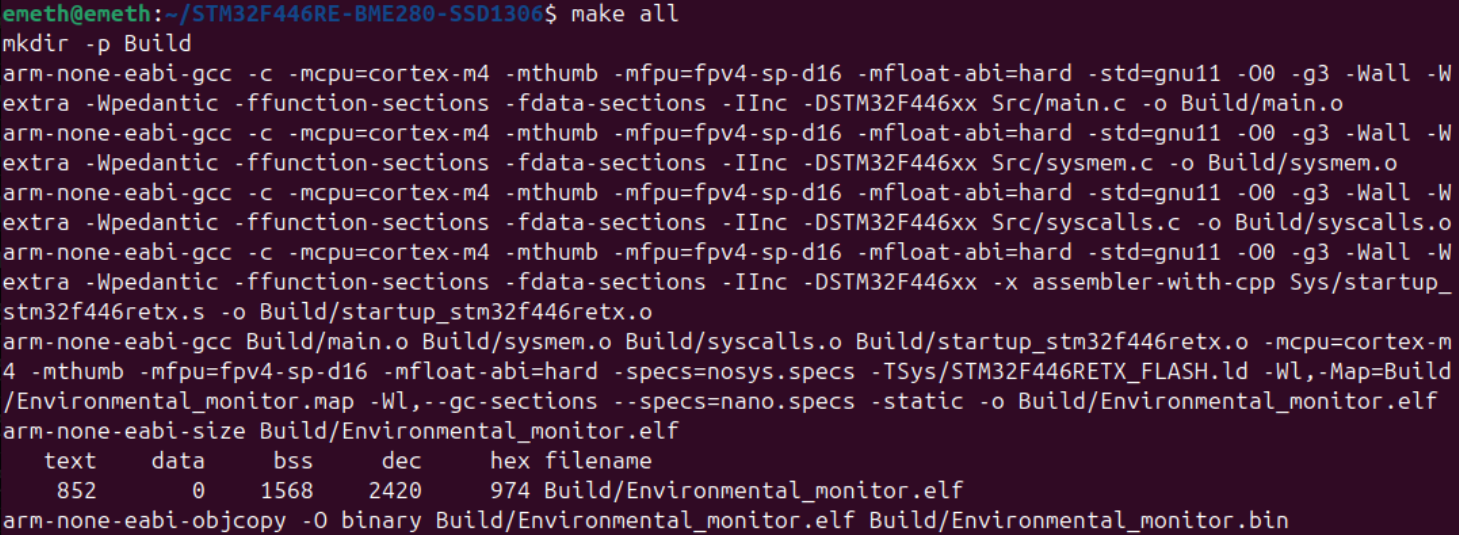 emeth@emeth:~/STM32F446RE-BME280-SSD1306$ make all
mkdir -p Build
arm-none-eabi-gcc -c -mcpu=cortex-m4 -mthumb -mfpu=fpv4-sp-d16 -mfloat-abi=hard -std=gnu11 -O0 -g3 -Wall -W
extra -Wpedantic -ffunction-sections -fdata-sections -IInc -DSTM32F446xx Src/main.c -o Build/main.o
arm-none-eabi-gcc -c -mcpu=cortex-m4 -mthumb -mfpu=fpv4-sp-d16 -mfloat-abi=hard -std=gnu11 -O0 -g3 -Wall -W
extra -Wpedantic -ffunction-sections -fdata-sections -IInc -DSTM32F446xx Src/sysmem.c -o Build/sysmem.o
arm-none-eabi-gcc -c -mcpu=cortex-m4 -mthumb -mfpu=fpv4-sp-d16 -mfloat-abi=hard -std=gnu11 -O0 -g3 -Wall -W
extra -Wpedantic -ffunction-sections -fdata-sections -IInc -DSTM32F446xx Src/syscalls.c -o Build/syscalls.o
arm-none-eabi-gcc -c -mcpu=cortex-m4 -mthumb -mfpu=fpv4-sp-d16 -mfloat-abi=hard -std=gnu11 -O0 -g3 -Wall -W
extra -Wpedantic -ffunction-sections -fdata-sections -IInc -DSTM32F446xx -x assembler-with-cpp Sys/startup_
stm32f446retx.s -o Build/startup_stm32f446retx.o
arm-none-eabi-gcc Build/main.o Build/sysmem.o Build/syscalls.o Build/startup_stm32f446retx.o -mcpu=cortex-m
4 -mthumb -mfpu=fpv4-sp-d16 -mfloat-abi=hard -specs=nosys.specs -TSys/STM32F446RETX_FLASH.ld -Wl,-Map=Build
/Environmental_monitor.map -Wl,--gc-sections --specs=nano.specs -static -o Build/Environmental_monitor.elf
arm-none-eabi-size Build/Environmental_monitor.elf
   text    data     bss     dec     hex filename
    852       0    1568    2420     974 Build/Environmental_monitor.elf
arm-none-eabi-objcopy -O binary Build/Environmental_monitor.elf Build/Environmental_monitor.bin